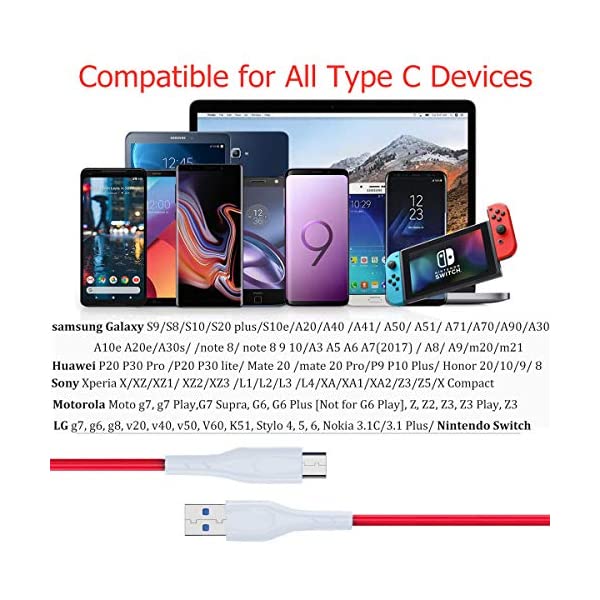 Compatible for All Type C Devices
SAMSUNG
9
12
23
NINTENDO
SWITCH
samsung Galaxy S9/S8/S10/S20 plus/S10e/A20/A40 /A41/ A50/ A51/ A71/A70/A90/A30
A10e A20e/A30s/ /note 8/ note 8 9 10/A3 A5 A6 A7(2017) / A8/ A9/m20/m21
Huawei P20 P30 Pro /P20 P30 lite/ Mate 20 /mate 20 Pro/P9 P10 Plus/ Honor 20/10/9/ 8
Sony Xperia X/XZ/XZ1/ XZ2/XZ3 /L1/L2/L3 /L4/XA/XA1/XA2/Z3/Z5/X Compact
Motorola Moto g7, g7 Play,G7 Supra, G6, G6 Plus [Not for G6 Play], Z, Z2, Z3, Z3 Play, Z3
LG g7, g6, g8, v20, v40, v50, V60, K51, Stylo 4, 5, 6, Nokia 3.1C/3.1 Plus/ Nintendo Switch